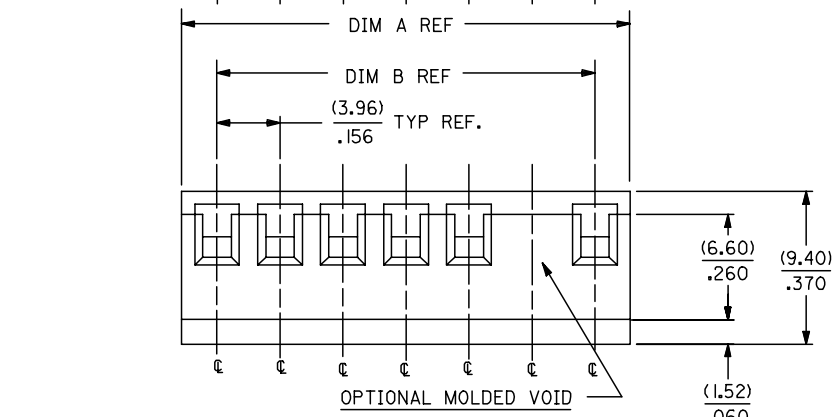 DIM A REF
DIM B REF
(3.96)
.156 TYP REF.
(6.60)
.260
(9.40)
.370
℄ ℄ ℄ ℄ ℄ ℄ ℄
OPTIONAL MOLDED VOID
(1.52)
.060